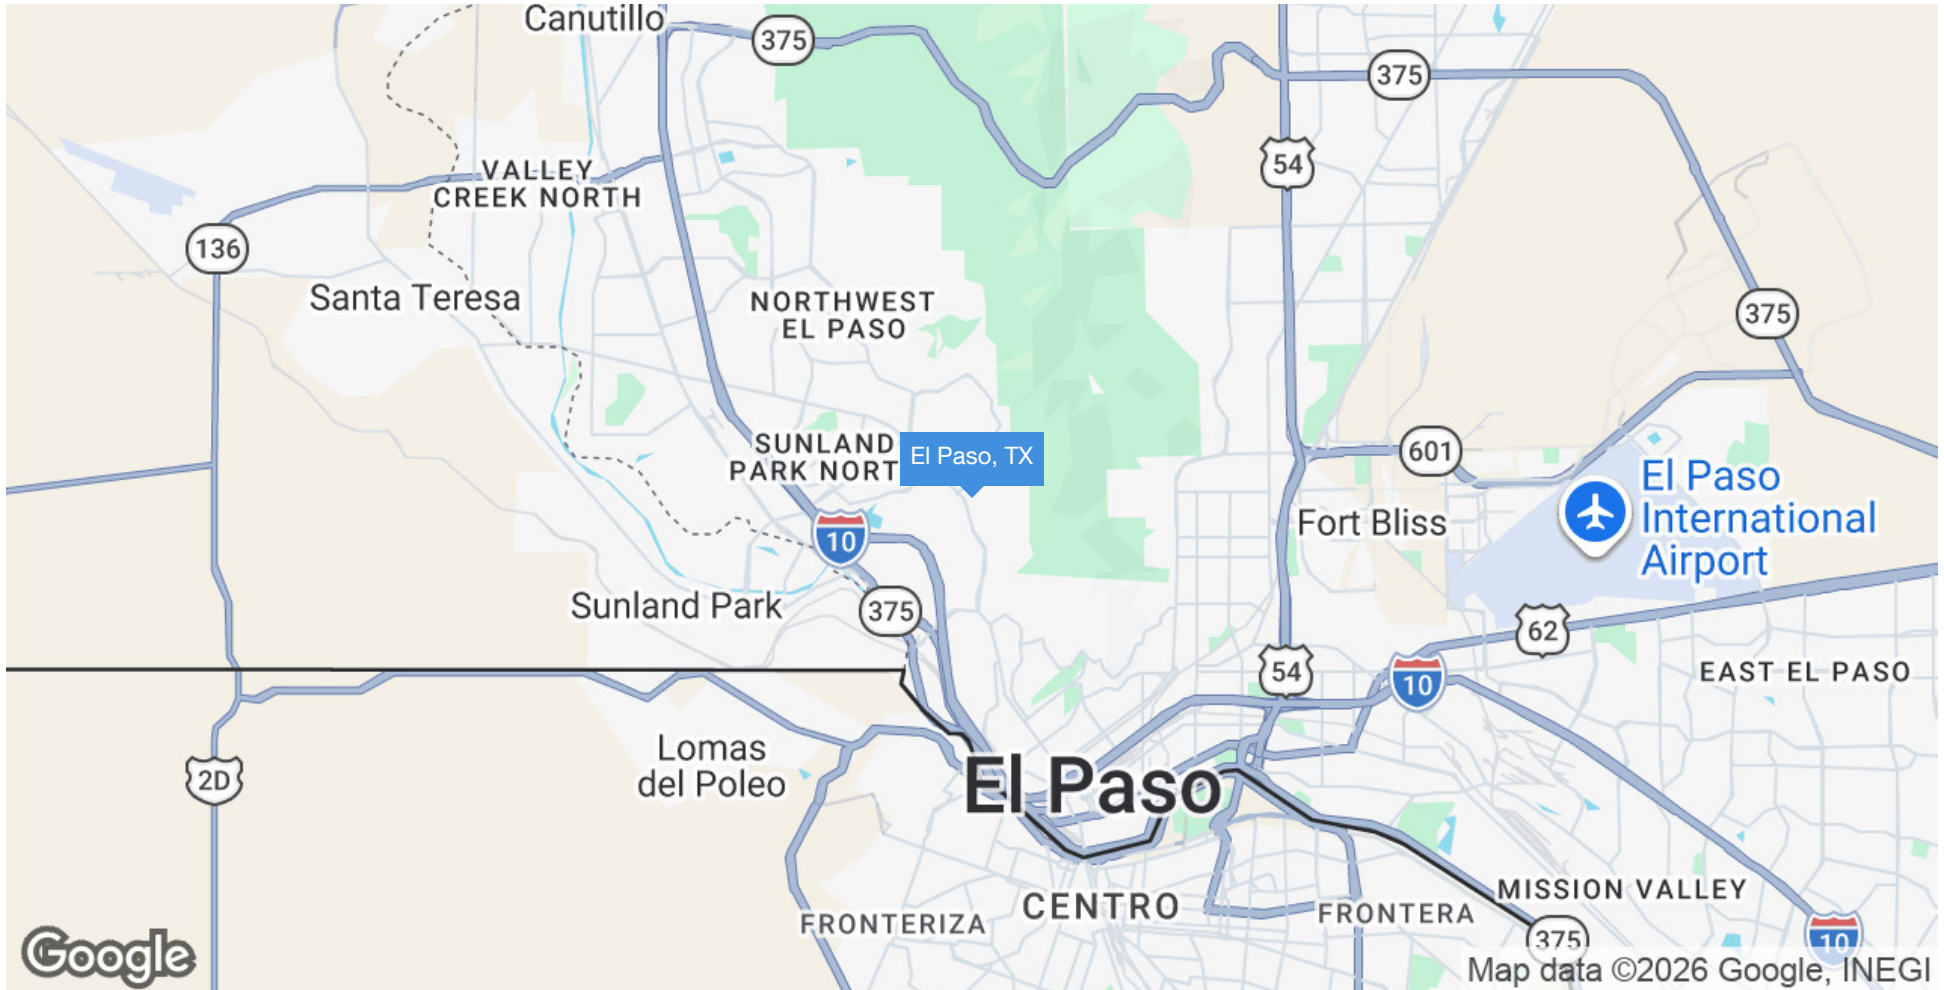 Canutillo
375
375
54
VALLEY
CREEK NORTH
136
Santa Teresa
NORTHWEST
EL PASO
375
SUNLAND
PARK NORT
El Paso, TX
601
El Paso
International
Airport
Fort Bliss
10
Sunland Park
375
62
54
10
EAST EL PASO
Lomas
del Poleo
2D
El Paso
CENTRO
FRONTERIZA
FRONTERA
MISSION VALLEY
375
10
Google
Map data ©2026 Google, INEGI